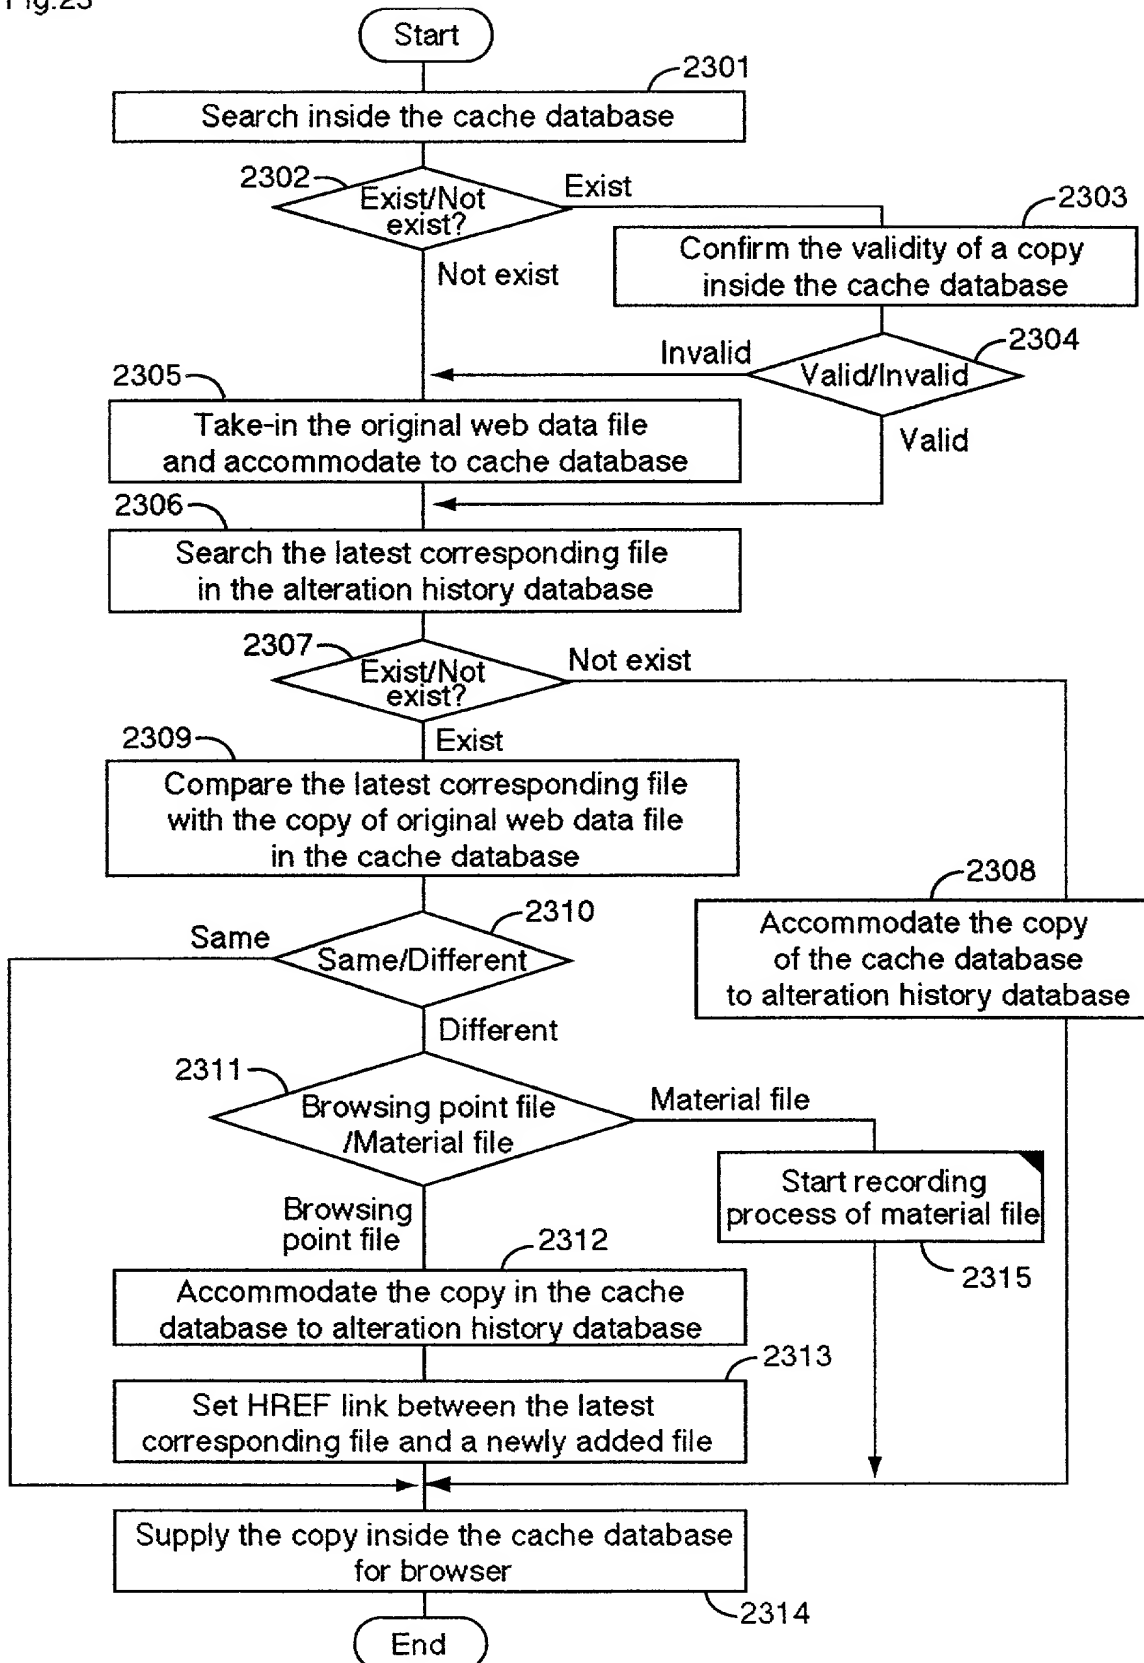 Fig.23
Start
2301
Search inside the cache database
2302
Exist/Not
exist?
Exist
2303
Confirm the validity of a copy
inside the cache database
Not exist
2304
Valid/Invalid
Invalid
Valid
2305
Take-in the original web data file
and accommodate to cache database
2306
Search the latest corresponding file
in the alteration history database
2307
Exist/Not
exist?
Not exist
Exist
2309
Compare the latest corresponding file
with the copy of original web data file
in the cache database
2308
Accommodate the copy
of the cache database
to alteration history database
2310
Same
Same/Different
Different
2311
Browsing point file
/Material file
Material file
Start recording
process of material file
2315
Browsing
point file
2312
Accommodate the copy in the cache
database to alteration history database
2313
Set HREF link between the latest
corresponding file and a newly added file
Supply the copy inside the cache database
for browser
2314
End